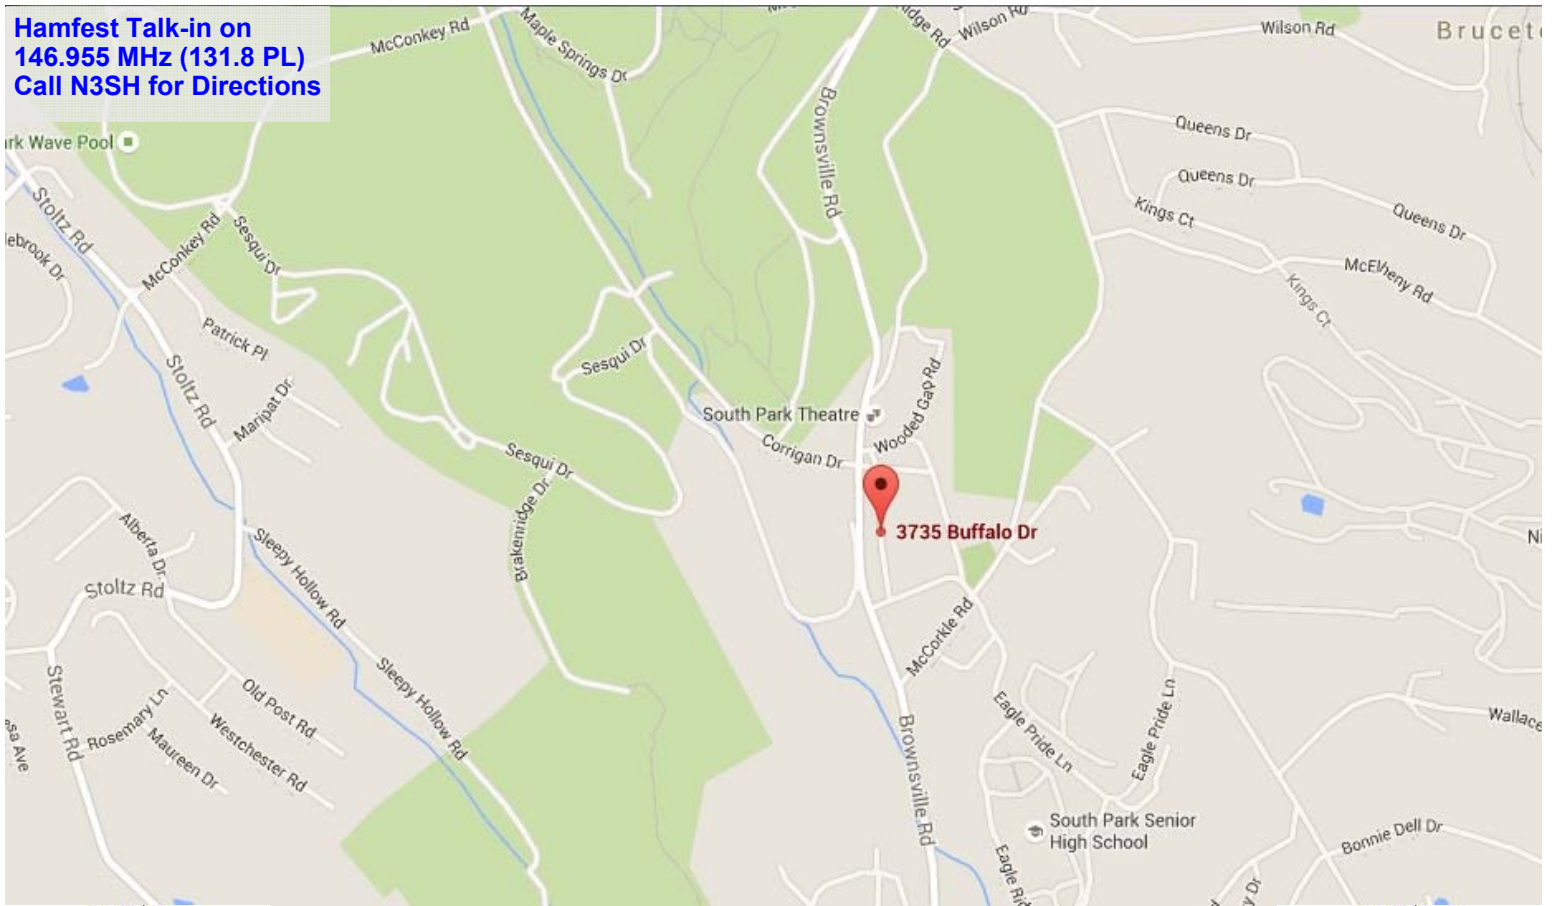 Hamfest Talk-in on
146.955 MHz (131.8 PL)
Call N3SH for Directions
McConkey Rd
Maple Springs Dr
Wilson Rd
Wilson Rd
Brownsville Rd
Queens Dr
Queens Dr
Queens Dr
Kings Ct
McElheny Rd
Kings Ct
Wave Pool
Stoltz Rd
McConkey Rd
Sesqui Dr
Patrick Pl
Stoltz Rd
Maripat Dr
Sesqui Dr
South Park Theatre
Wooded Gap Rd
Corrigan Dr
Sesqui Dr
Brakenridge Dr
3735 Buffalo Dr
Alberta Dr
Sleepy Hollow Rd
Stoltz Rd
McCorkle Rd
Sleepy Hollow Rd
Stewart Rd
Old Post Rd
Rosemary Ln
Westchester Rd
Maureen Dr
Eagle Pride Ln
Eagle Pride Ln
Wallace
Brownsville Rd
South Park Senior
High School
Bonnie Dell Dr
Eagle